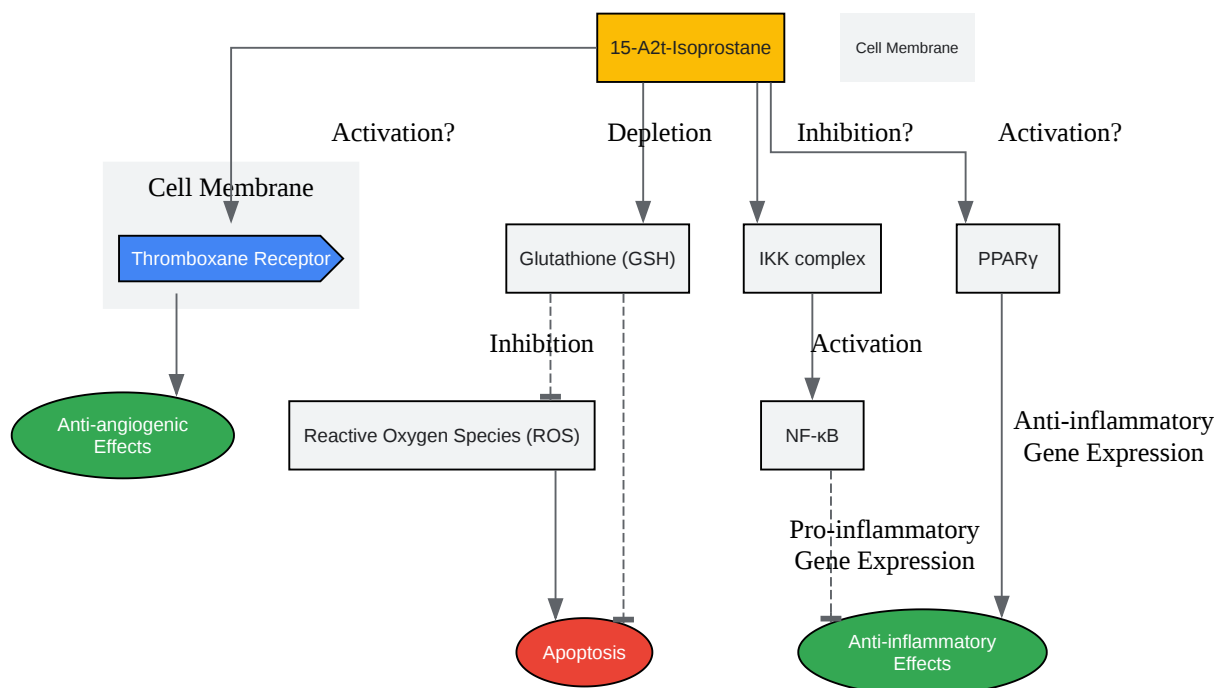 15-A2t-Isoprostane
Cell Membrane
Activation?
Depletion
Inhibition?
Activation?
Cell Membrane
Thromboxane Receptor
Glutathione (GSH)
IKK complex
PPARγ
Inhibition
Activation
Anti-angiogenic
Effects
Reactive Oxygen Species (ROS)
NF-κB
Anti-inflammatory
Gene Expression
Pro-inflammatory
Gene Expression
Apoptosis
Anti-inflammatory
Effects